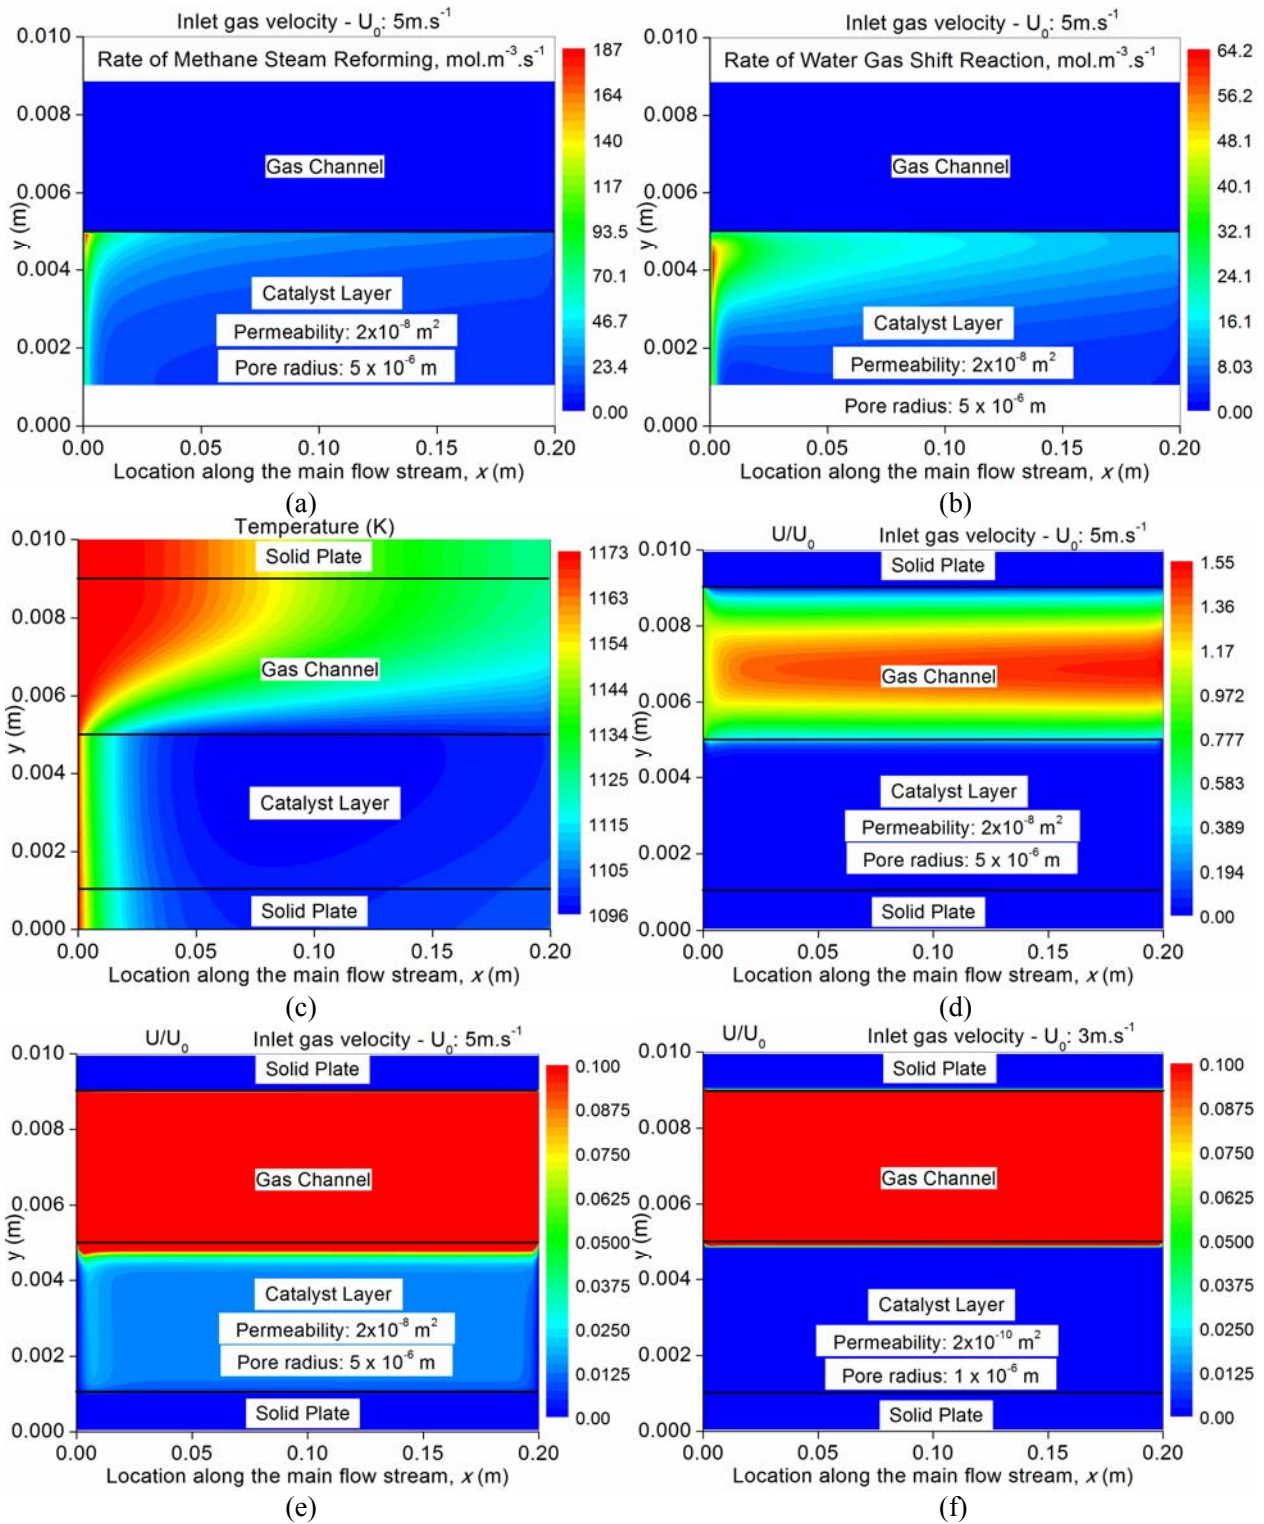 Inlet gas velocity - U₀: 5m.s⁻¹
Rate of Methane Steam Reforming, mol.m⁻³.s⁻¹
0.010
0.008
0.006
0.004
0.002
0.000
y (m)
Gas Channel
Catalyst Layer
Permeability: 2x10⁻⁸ m²
Pore radius: 5 x 10⁻⁶ m
187
164
140
117
93.5
70.1
46.7
23.4
0.00
0.00 0.05 0.10 0.15 0.20
Location along the main flow stream, x (m)
(a)
Inlet gas velocity - U₀: 5m.s⁻¹
Rate of Water Gas Shift Reaction, mol.m⁻³.s⁻¹
0.010
0.008
0.006
0.004
0.002
0.000
y (m)
Gas Channel
Catalyst Layer
Permeability: 2x10⁻⁸ m²
Pore radius: 5 x 10⁻⁶ m
64.2
56.2
48.1
40.1
32.1
24.1
16.1
8.03
0.00
0.00 0.05 0.10 0.15 0.20
Location along the main flow stream, x (m)
(b)
Temperature (K)
0.010
0.008
0.006
0.004
0.002
0.000
y (m)
Solid Plate
Gas Channel
Catalyst Layer
Solid Plate
1173
1163
1154
1144
1134
1125
1115
1105
1096
0.00 0.05 0.10 0.15 0.20
Location along the main flow stream, x (m)
(c)
U/U₀ Inlet gas velocity - U₀: 5m.s⁻¹
0.010
0.008
0.006
0.004
0.002
0.000
y (m)
Solid Plate
Gas Channel
Catalyst Layer
Permeability: 2x10⁻⁸ m²
Pore radius: 5 x 10⁻⁶ m
Solid Plate
1.55
1.36
1.17
0.972
0.777
0.583
0.389
0.194
0.00
0.00 0.05 0.10 0.15 0.20
Location along the main flow stream, x (m)
(d)
U/U₀ Inlet gas velocity - U₀: 5m.s⁻¹
0.010
0.008
0.006
0.004
0.002
0.000
y (m)
Solid Plate
Gas Channel
Catalyst Layer
Permeability: 2x10⁻⁸ m²
Pore radius: 5 x 10⁻⁶ m
Solid Plate
0.100
0.0875
0.0750
0.0625
0.0500
0.0375
0.0250
0.0125
0.00
0.00 0.05 0.10 0.15 0.20
Location along the main flow stream, x (m)
(e)
U/U₀ Inlet gas velocity - U₀: 3m.s⁻¹
0.010
0.008
0.006
0.004
0.002
0.000
y (m)
Solid Plate
Gas Channel
Catalyst Layer
Permeability: 2x10⁻¹⁰ m²
Pore radius: 1 x 10⁻⁶ m
Solid Plate
0.100
0.0875
0.0750
0.0625
0.0500
0.0375
0.0250
0.0125
0.00
0.00 0.05 0.10 0.15 0.20
Location along the main flow stream, x (m)
(f)